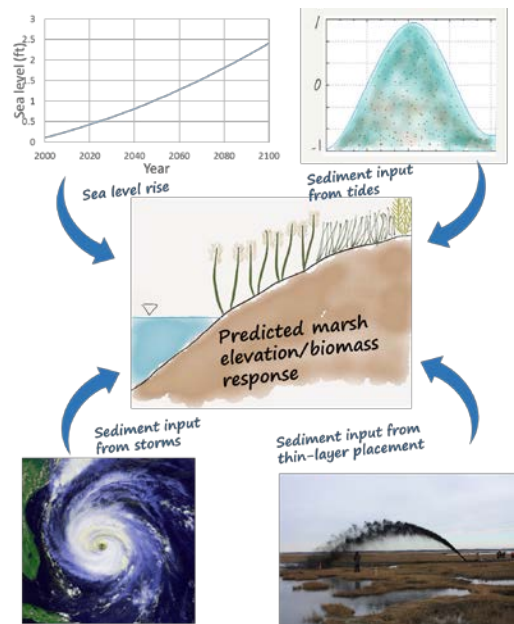 3
2.5
2
1.5
1
0.5
0
Sea level (ft)
2000 2020 2040 2060 2080 2100
Year
1
0
-1
Sea level rise
Sediment input
from tides
Predicted marsh
elevation/biomass
response
Sediment input
from storms
Sediment input from
thin-layer placement